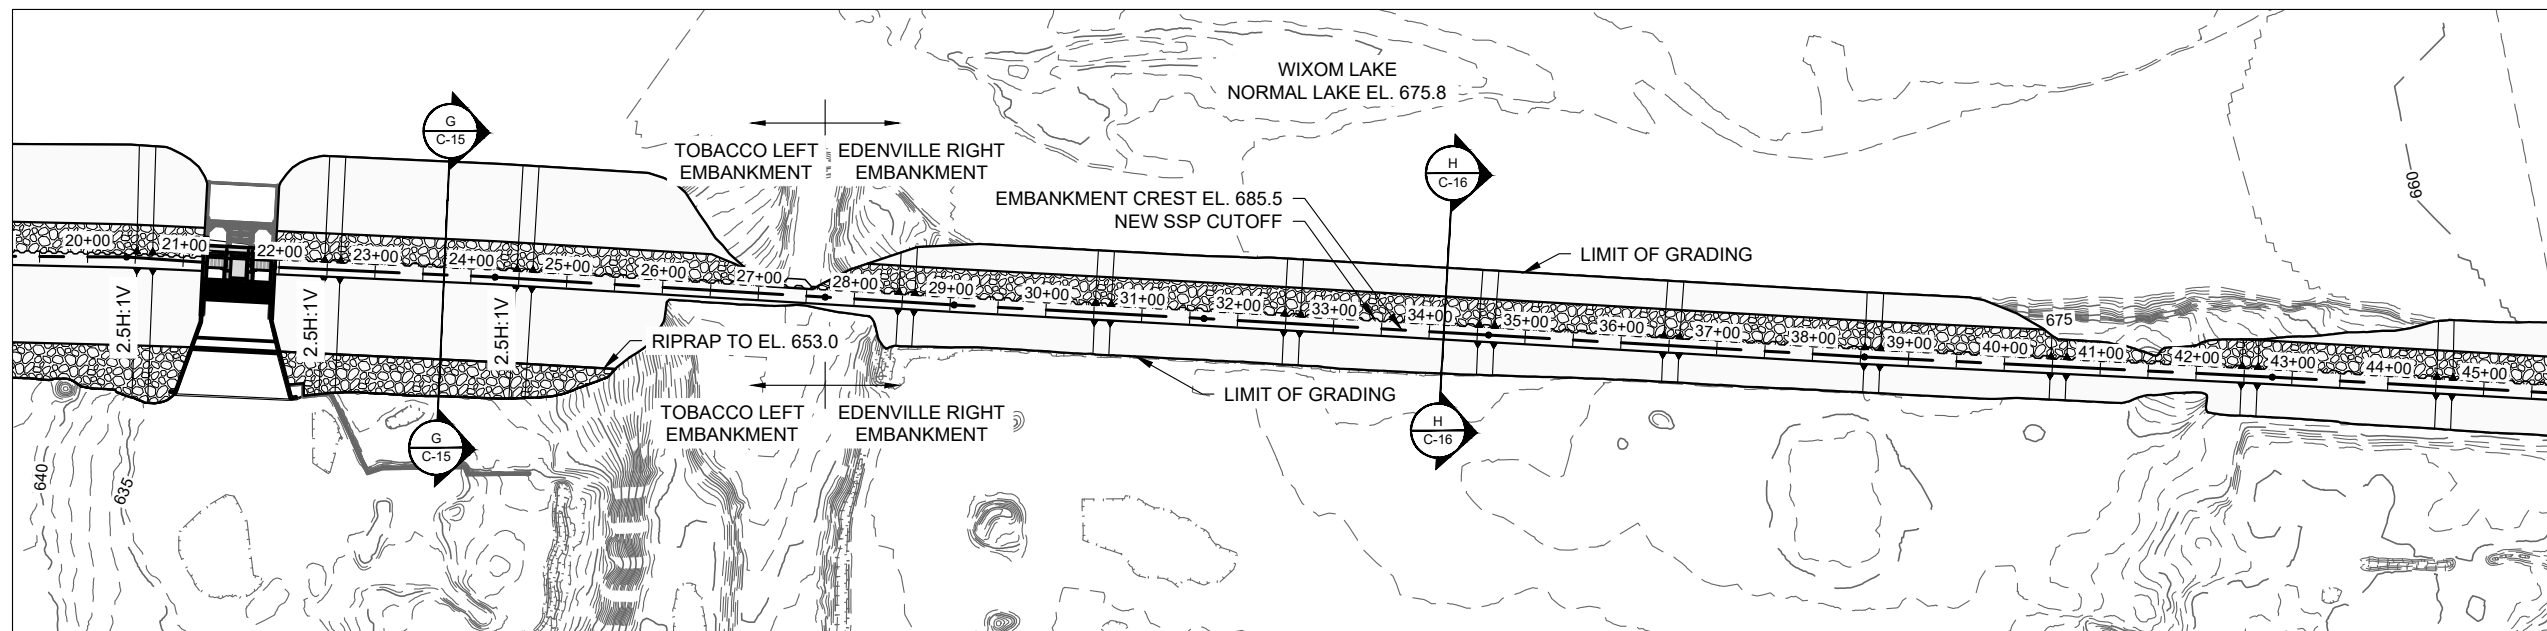 WIXOM LAKE
NORMAL LAKE EL. 675.8
G
C-15
TOBACCO LEFT
EMBANKMENT
EDENVILLE RIGHT
EMBANKMENT
H
C-16
EMBANKMENT CREST EL. 685.5
NEW SSP CUTOFF
LIMIT OF GRADING
660
20+00
21+00
22+00
23+00
24+00
25+00
26+00
27+00
28+00
29+00
30+00
31+00
32+00
33+00
34+00
35+00
36+00
37+00
38+00
39+00
40+00
41+00
42+00
43+00
44+00
45+00
675
2.5H:1V
2.5H:1V
2.5H:1V
RIPRAP TO EL. 653.0
LIMIT OF GRADING
TOBACCO LEFT
EMBANKMENT
EDENVILLE RIGHT
EMBANKMENT
G
C-15
H
C-16
640
635